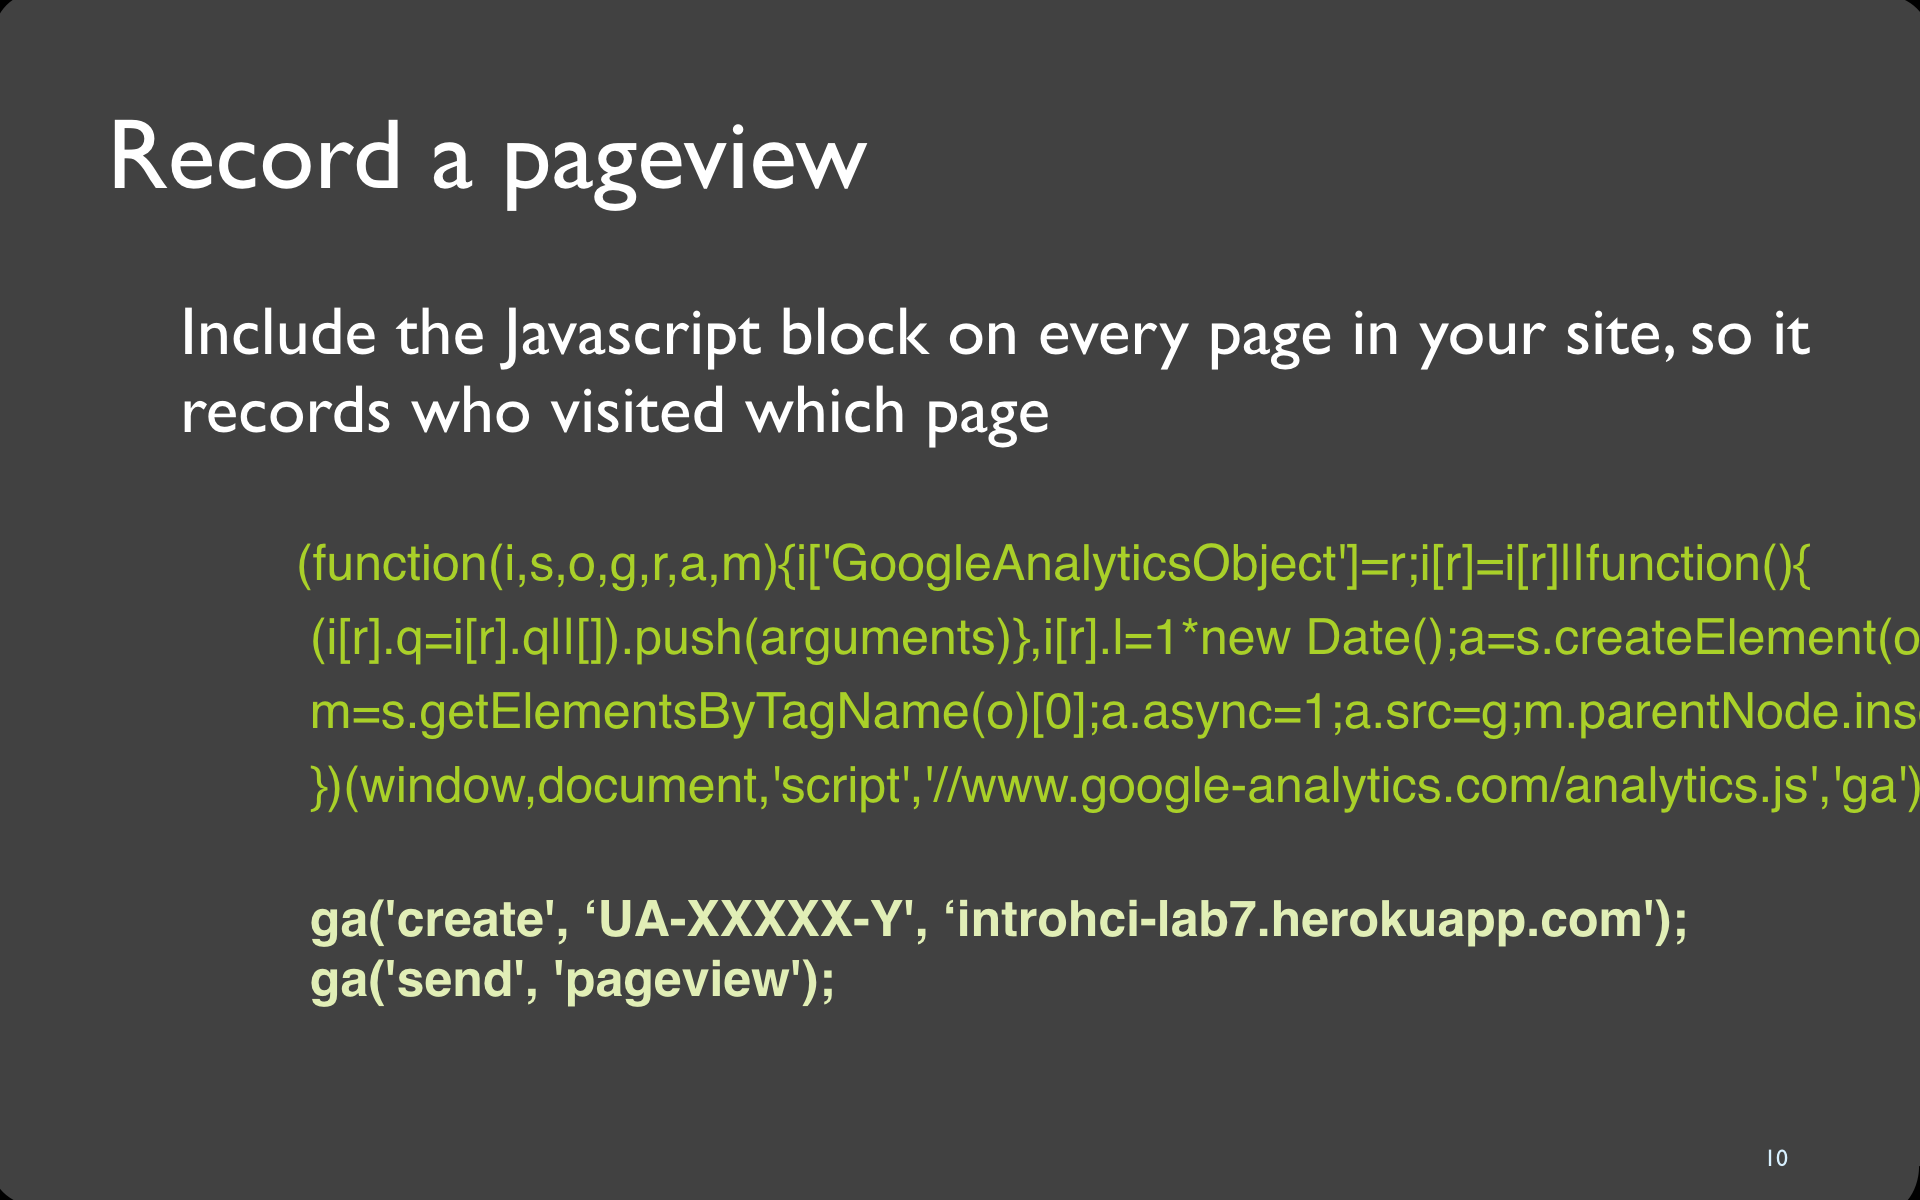 Record a pageview
Include the Javascript block on every page in your site, so it
records who visited which page
(function(i,s,o,g,r,a,m){i['GoogleAnalyticsObject']=r;i[r]=i[r]||function(){
(i[r].q=i[r].q||[]).push(arguments)},i[r].l=1*new Date();a=s.createElement(o
m=s.getElementsByTagName(o)[0];a.async=1;a.src=g;m.parentNode.ins
})(window,document,'script','//www.google-analytics.com/analytics.js','ga')
ga('create', ‘UA-XXXXX-Y', ‘introhci-lab7.herokuapp.com');
ga('send', 'pageview');
10